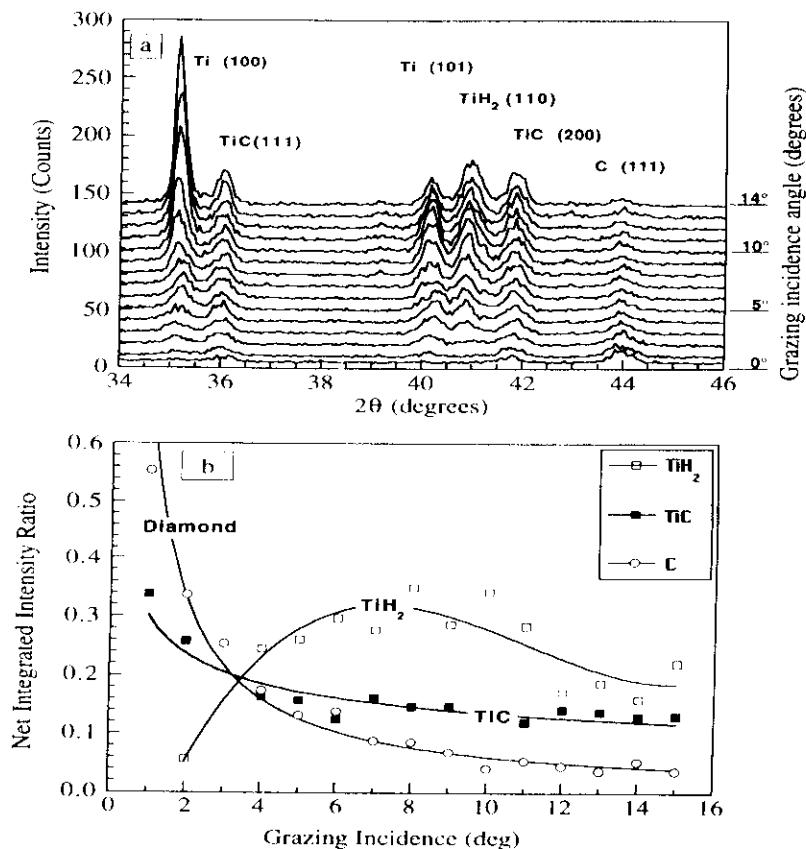 300
250
200
150
100
50
0
Intensity (Counts)
a
Ti (100)
TiC(111)
Ti (101)
TiH₂(110)
TiC (200)
C (111)
14°
10°
5°
0°
Grazing incidence angle (degrees)
34 36 38 40 42 44 46
2θ (degrees)
0.6
0.5
0.4
0.3
0.2
0.1
0.0
Net Integrated Intensity Ratio
b
Diamond
TiH₂
TiC
TiH₂
TiC
C
0 2 4 6 8 10 12 14 16
Grazing Incidence (deg)